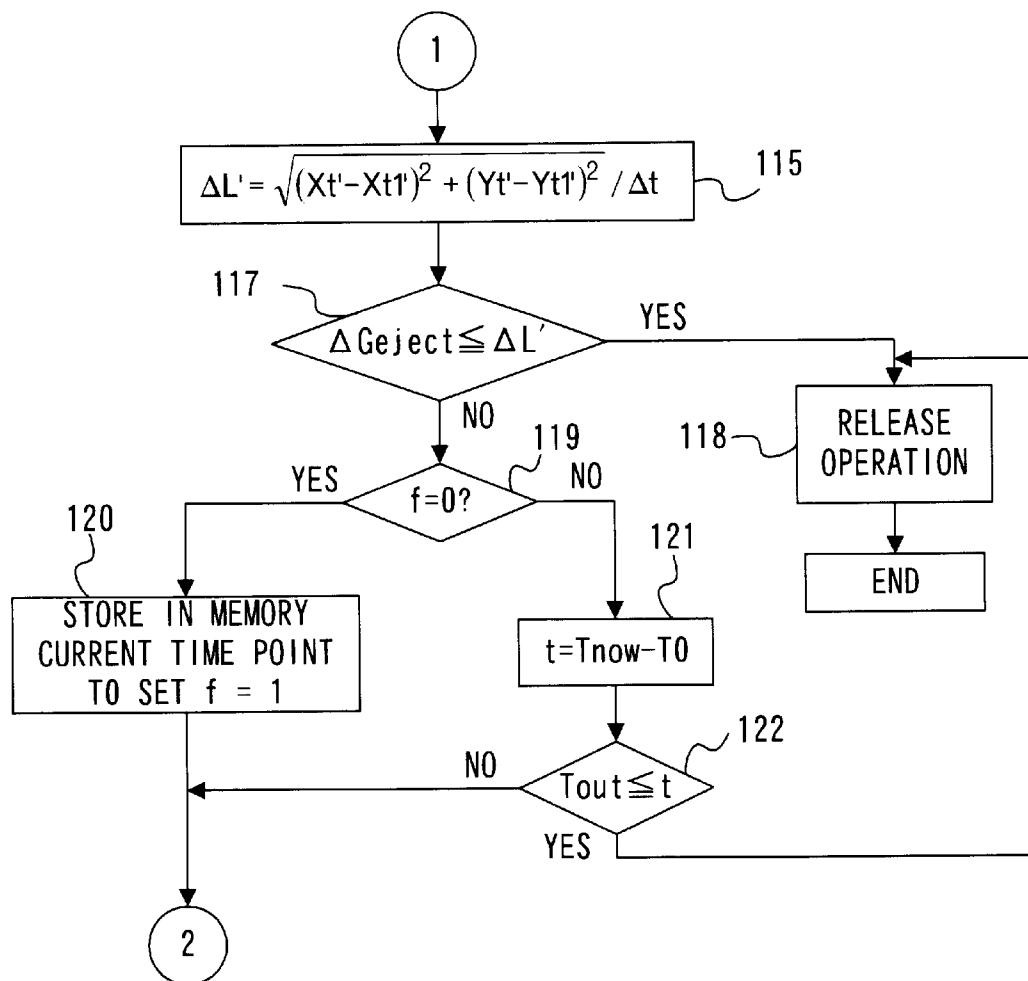 1
ΔL'=√(Xt'-Xt1')² + (Yt'-Yt1')² / Δt
115
117
ΔGeject≦ΔL'
YES
NO
118
RELEASE
OPERATION
119
YES
f=0?
NO
120
121
END
STORE IN MEMORY
CURRENT TIME POINT
TO SET f = 1
t=Tnow-T0
122
NO
Tout≦t
YES
2